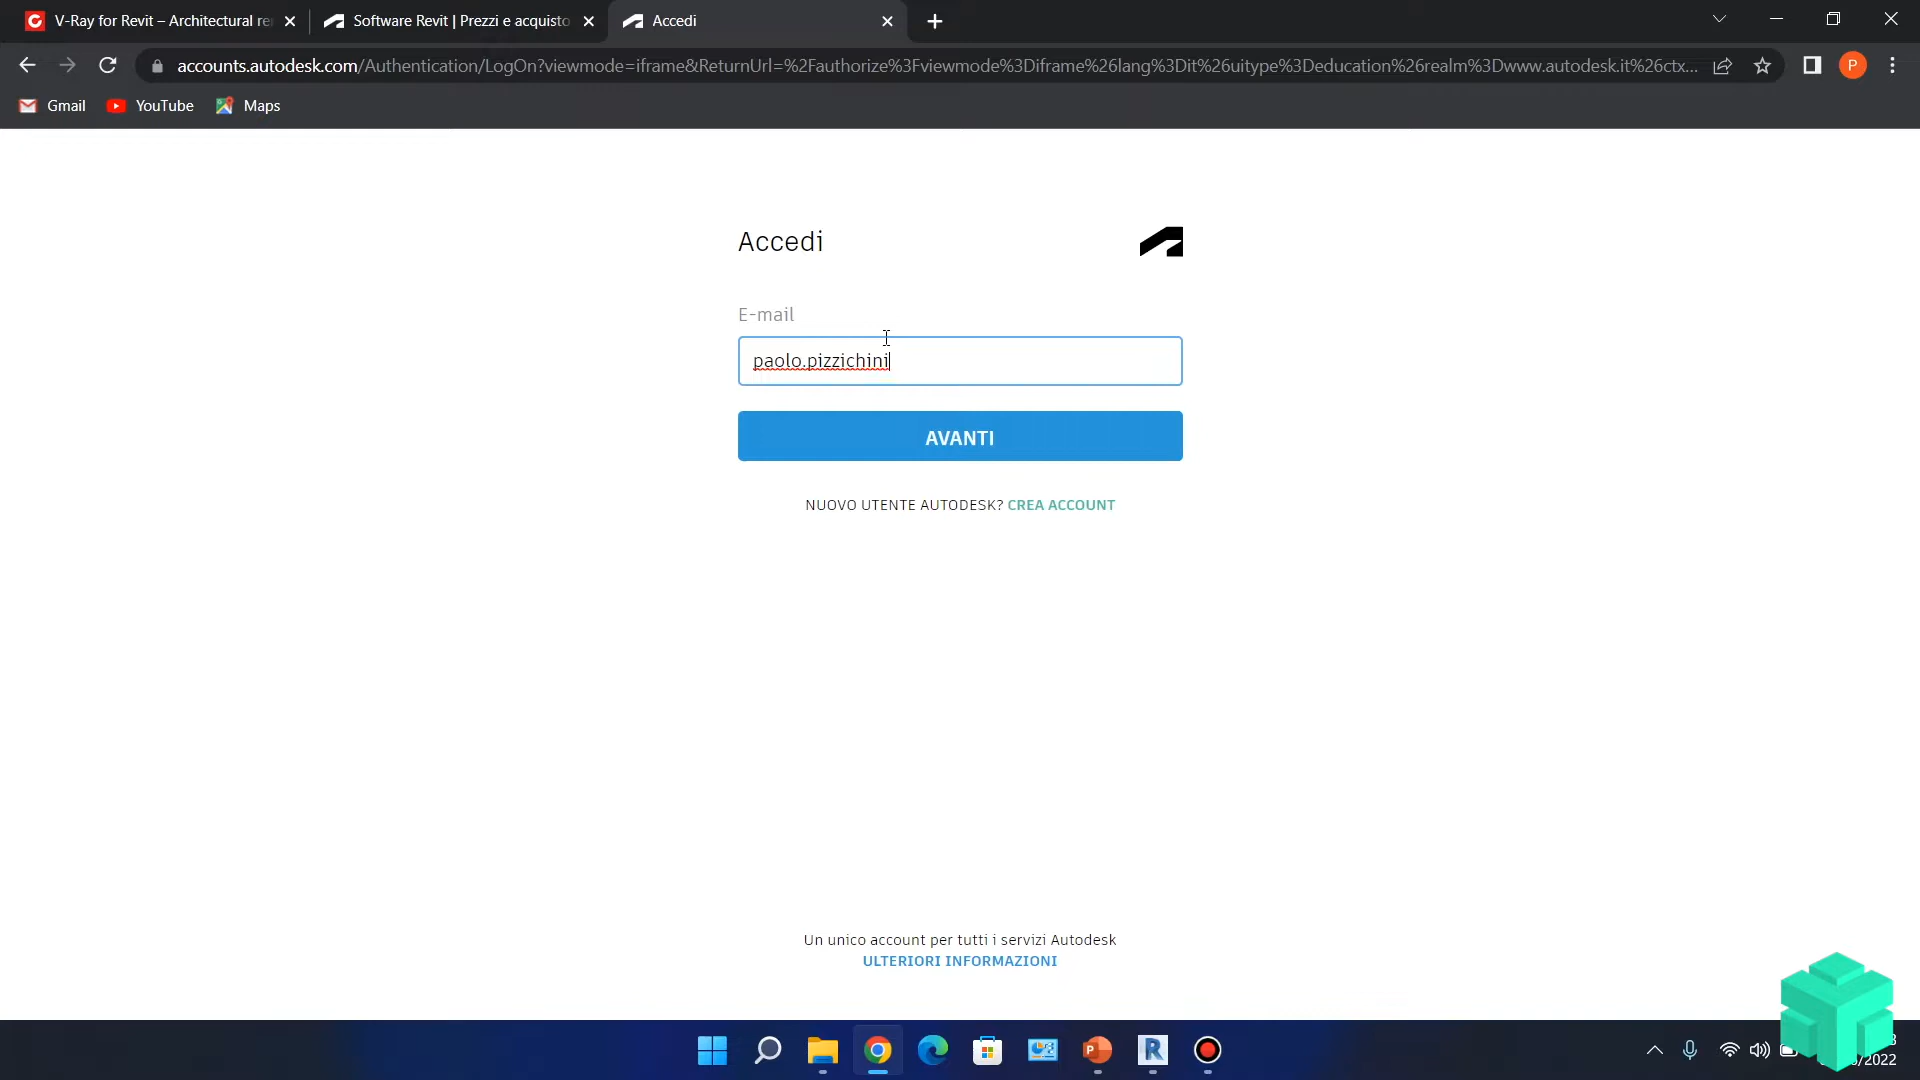 V-Ray for Revit – Architectural re
Software Revit | Prezzi e acquisto
Accedi
accounts.autodesk.com/Authentication/LogOn?viewmode=iframe&ReturnUrl=%2Fauthorize%3Fviewmode%3Diframe%26lang%3Dit%26uitype%3Deducation%26realm%3Dwww.autodesk.it%26ctx...
P
Gmail
YouTube
Maps
Accedi
E-mail
paolo.pizzichini
AVANTI
NUOVO UTENTE AUTODESK? CREA ACCOUNT
Un unico account per tutti i servizi Autodesk
ULTERIORI INFORMAZIONI
P
R
/2022